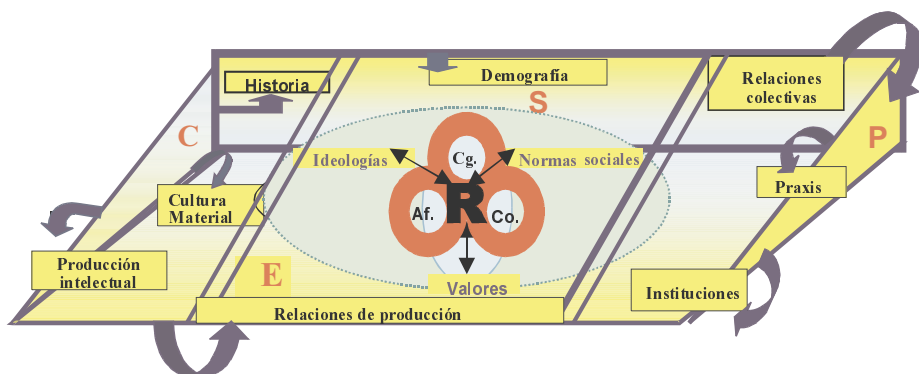 Historia
Demografía
Relaciones
colectivas
S
C
P
Ideologías
Cg.
Normas sociales
Praxis
Cultura
Material
Af.
R
Co.
Producción
intelectual
E
Valores
Instituciones
Relaciones de producción